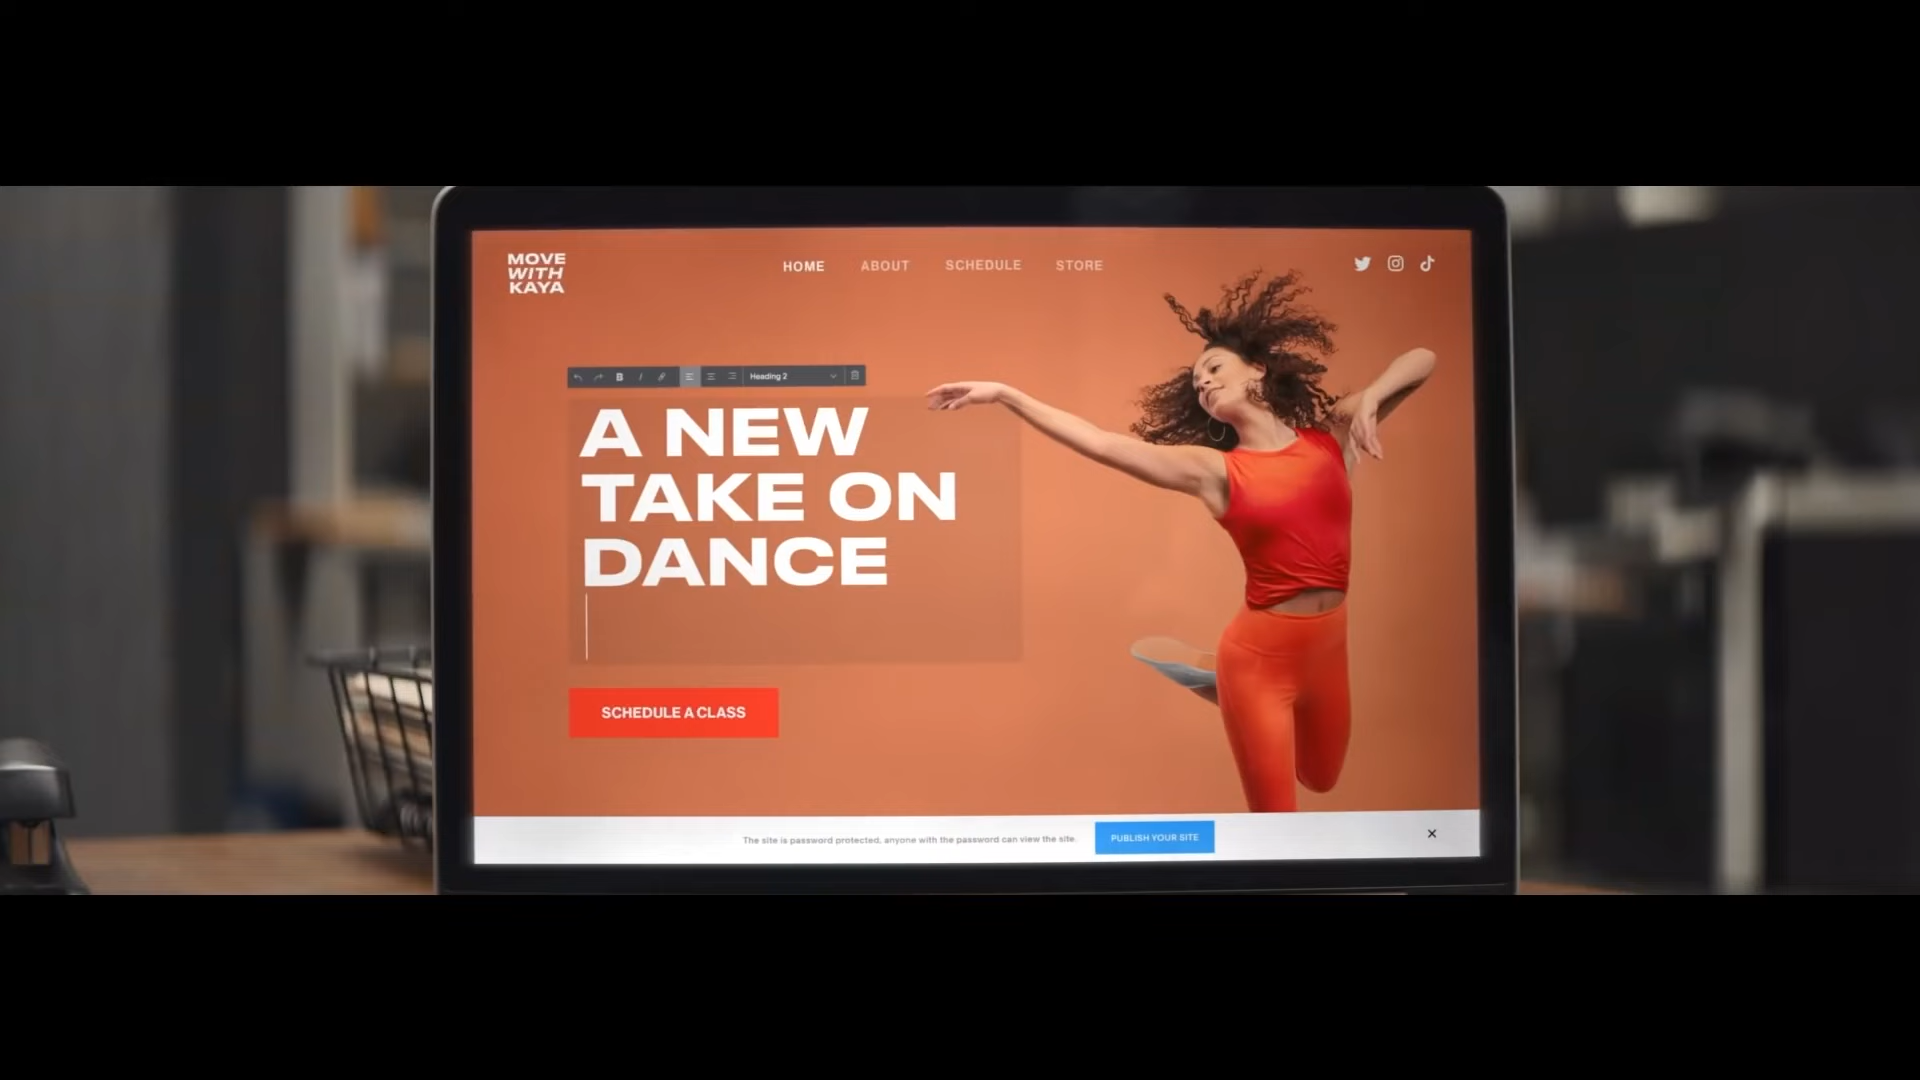 MOVE
WITH
KAYA
HOME ABOUT SCHEDULE STORE
B I Heading 2
A NEW
TAKE ON
DANCE
SCHEDULE A CLASS
The site is password protected, anyone with the password can view the site.
PUBLISH YOUR SITE